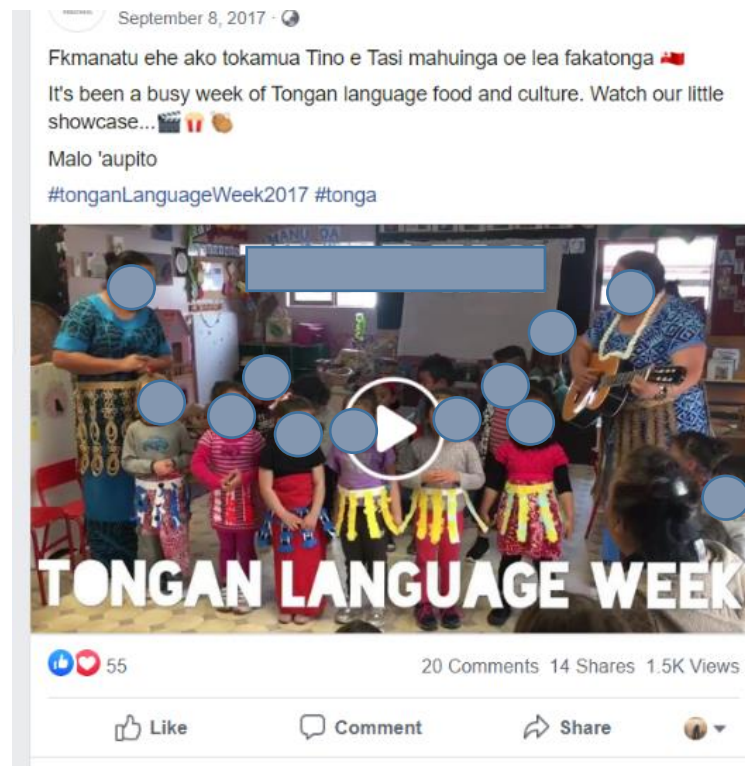 September 8, 2017
Fkmanatu ehe ako tokamua Tino e Tasi mahuinga oe lea fakatonga 🇹🇴
It's been a busy week of Tongan language food and culture. Watch our little
showcase...🎬🍿👏🏽
Malo 'aupito
#tonganLanguageWeek2017 #tonga
TONGAN LANGUAGE WEEK
55
20 Comments 14 Shares 1.5K Views
Like Comment Share